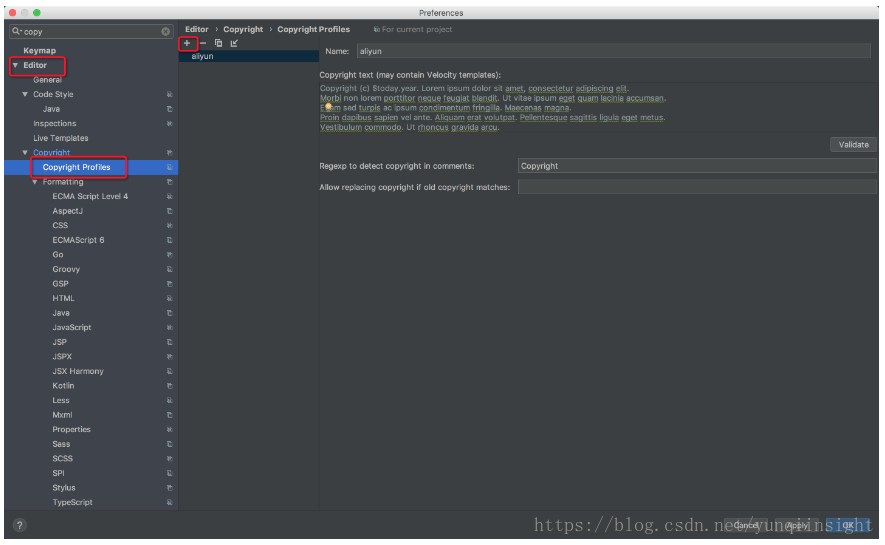 Preferences
copy
Keymap
Editor
General
Code Style
Java
Inspections
Live Templates
Copyright
Copyright Profiles
Formatting
ECMA Script Level 4
AspectJ
CSS
ECMAScript 6
Go
Groovy
GSP
HTML
Java
JavaScript
JSP
JSPX
JSX Harmony
Kotlin
Less
Mxml
Properties
Sass
SCSS
SPI
Stylus
TypeScript
?
Editor › Copyright › Copyright Profiles For current project
aliyun
Name: aliyun
Copyright text (may contain Velocity templates):
Copyright (c) $today.year. Lorem ipsum dolor sit amet, consectetur adipiscing elit.
Morbi non lorem porttitor neque feugiat blandit. Ut vitae ipsum eget quam lacinia accumsan.
Etiam sed turpis ac ipsum condimentum fringilla. Maecenas magna.
Proin dapibus sapien vel ante. Aliquam erat volutpat. Pellentesque sagittis ligula eget metus.
Vestibulum commodo. Ut rhoncus gravida arcu.
Validate
Regexp to detect copyright in comments: Copyright
Allow replacing copyright if old copyright matches:
Cancel Apply OK
https://blog.csdn.net/yunqiinsight